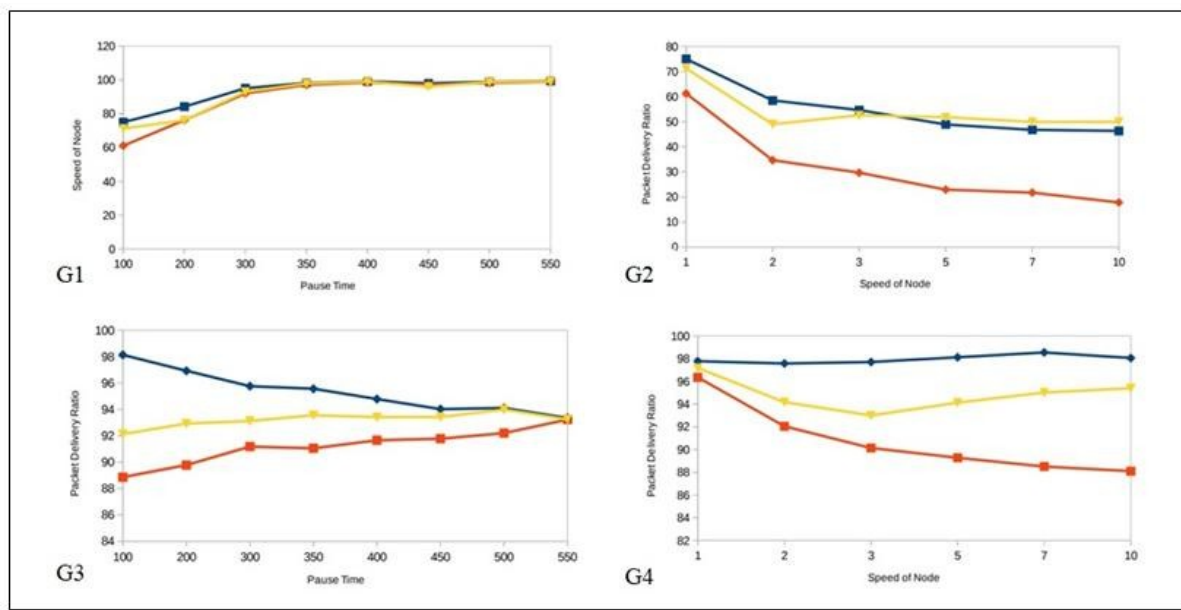 120
100
80
60
40
20
0
Speed of Node
100 200 300 350 400 450 500 550
Pause Time
G1
80
70
60
50
40
30
20
10
0
Packet Delivery Ratio
1 2 3 5 7 10
Speed of Node
G2
100
98
96
94
92
90
88
86
84
Packet Delivery Ratio
100 200 300 350 400 450 500 550
Pause Time
G3
100
98
96
94
92
90
88
86
84
82
Packet Delivery Ratio
1 2 3 5 7 10
Speed of Node
G4